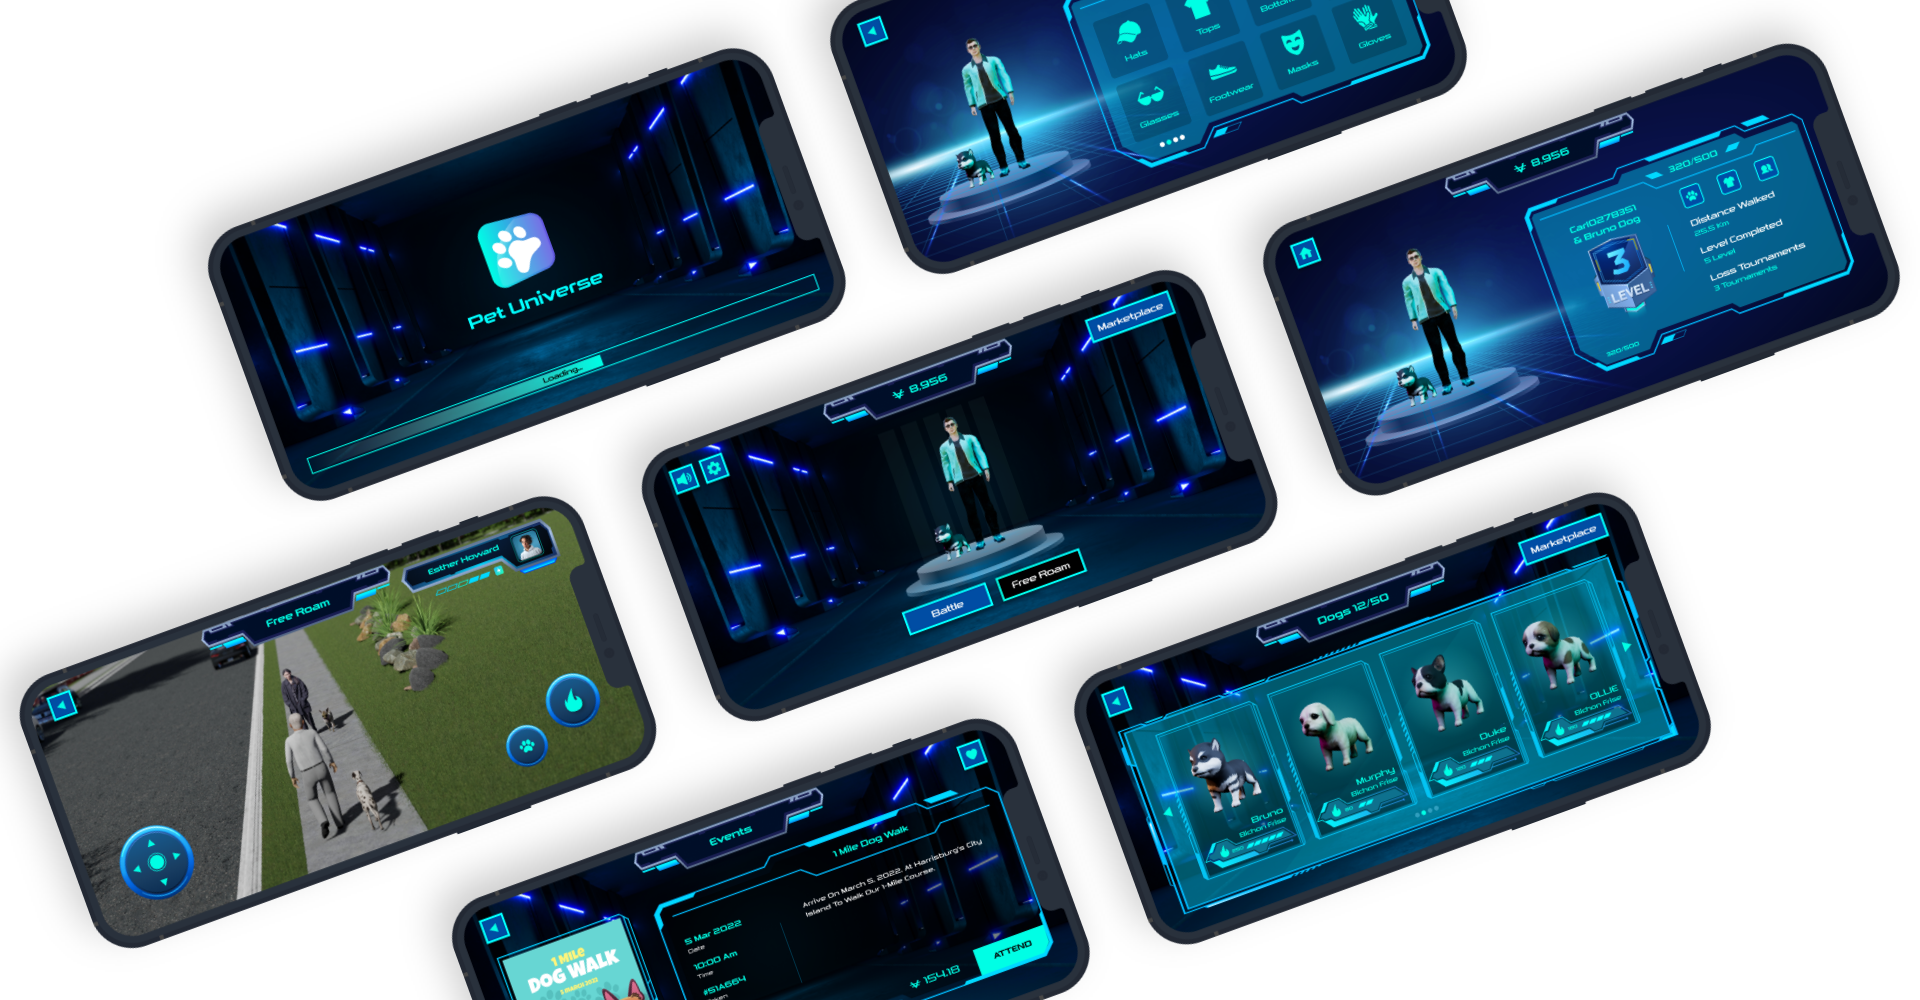 Pet Universe
Loading...
Hats
Tops
Glasses
Footwear
Masks
Gloves
8,956
Carl0278351
& Bruno Dog
3
LEVEL
320/500
320/500
Distance Walked
25.5 Km
Level Completed
5 Level
Loss Tournaments
3 Tournaments
Marketplace
8,956
Battle
Free Roam
Free Roam
Esther Howard
Marketplace
Dogs 12/50
Bruno
Bichon Frise
Murphy
Bichon Frise
Duke
Bichon Frise
OLLIE
Bichon Frise
Events
1 Mile Dog Walk
Arrive On March 5, 2022, At Harrisburg's City
Island To Walk Our 1-Mile Course.
5 Mar 2022
Date
10:00 Am
Time
#51A664
154.18
ATTEND
1 MILE
DOG WALK
5 MARCH 2022